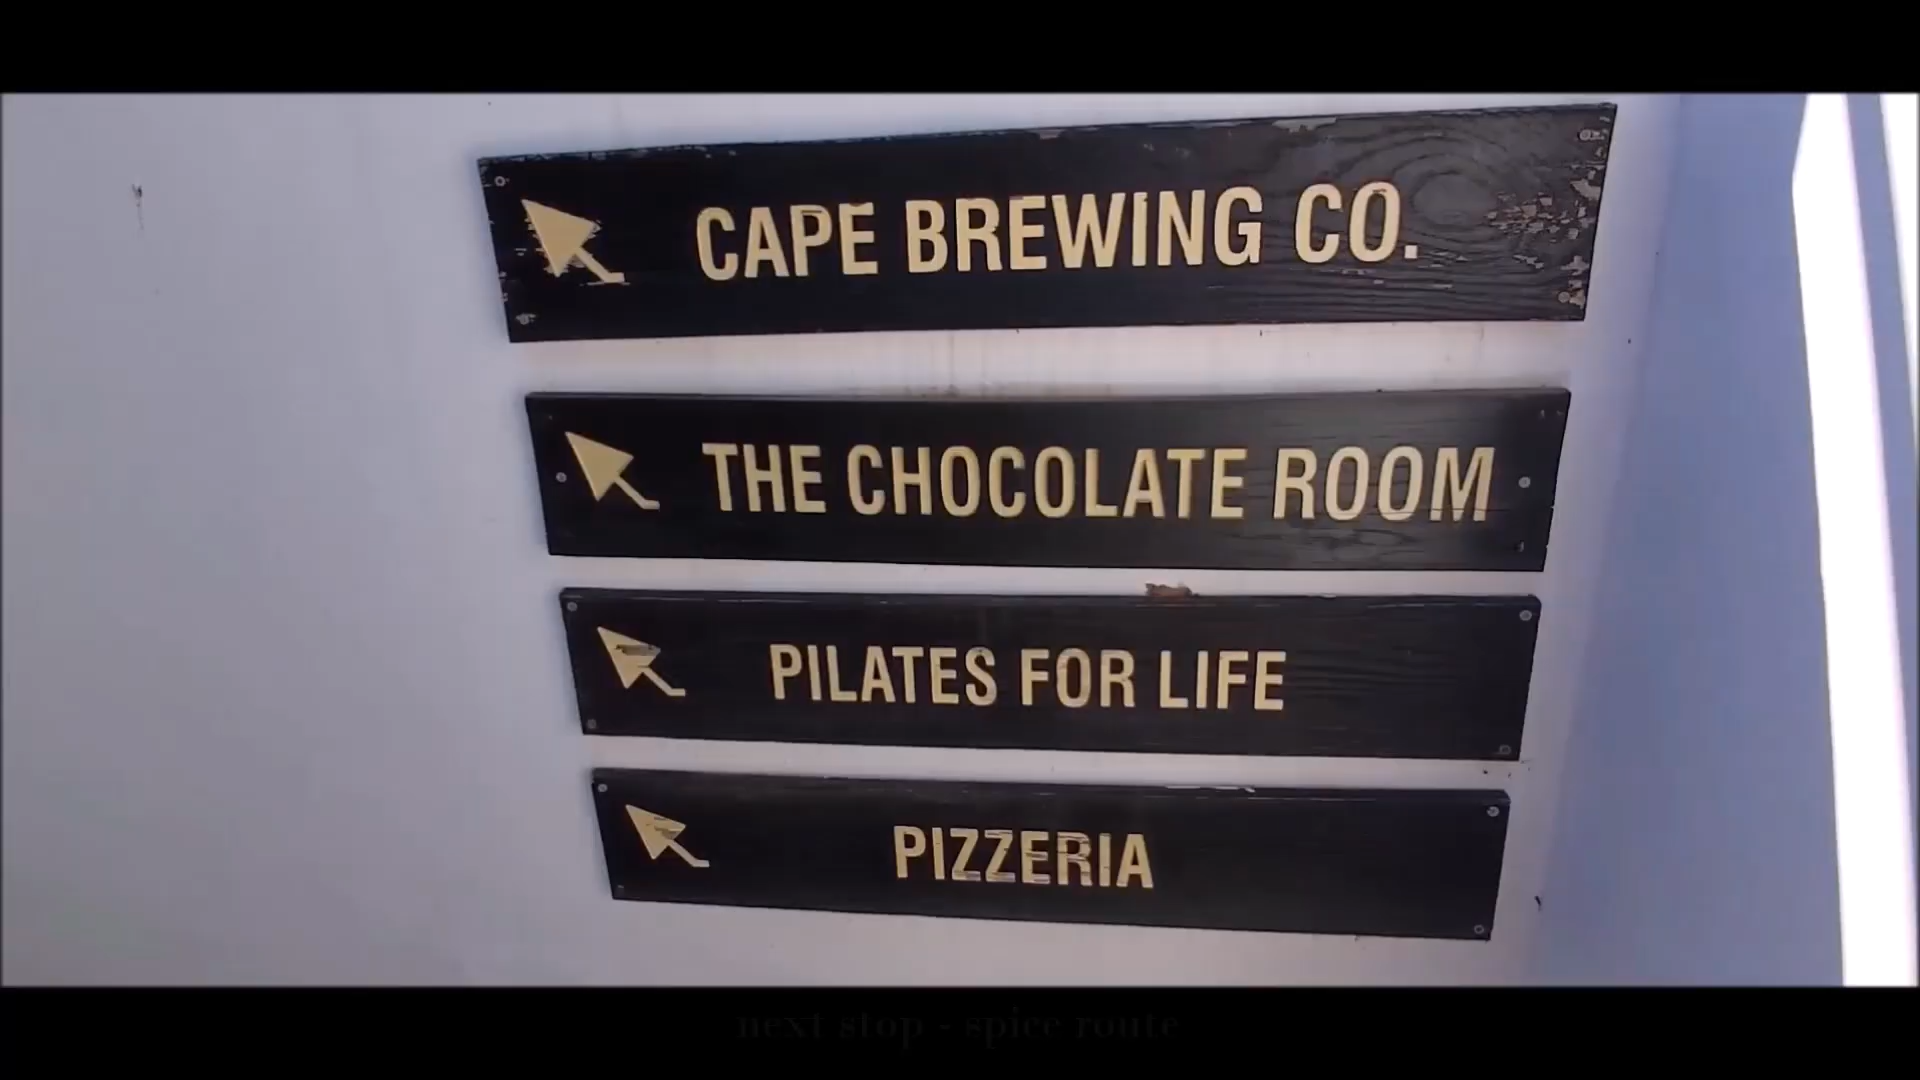 CAPE BREWING CO.
THE CHOCOLATE ROOM
PILATES FOR LIFE
PIZZERIA
next stop - spice route